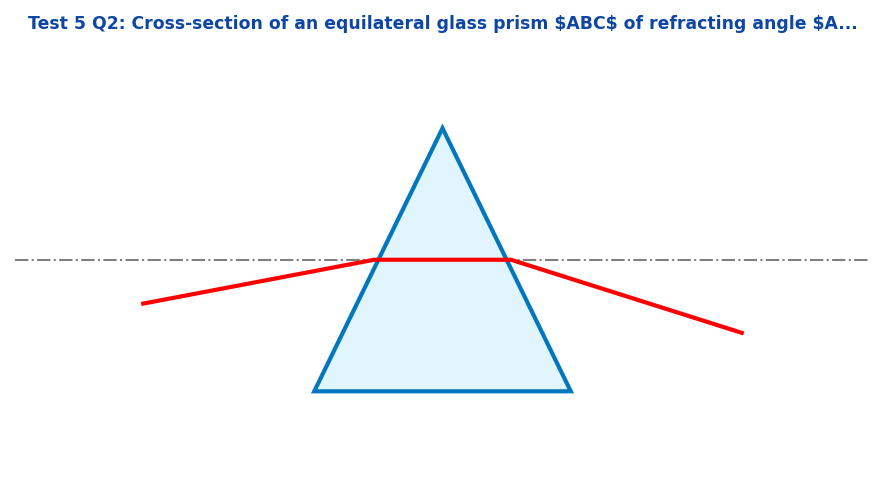 Test 5 Q2: Cross-section of an equilateral glass prism $ABC$ of refracting angle $A...